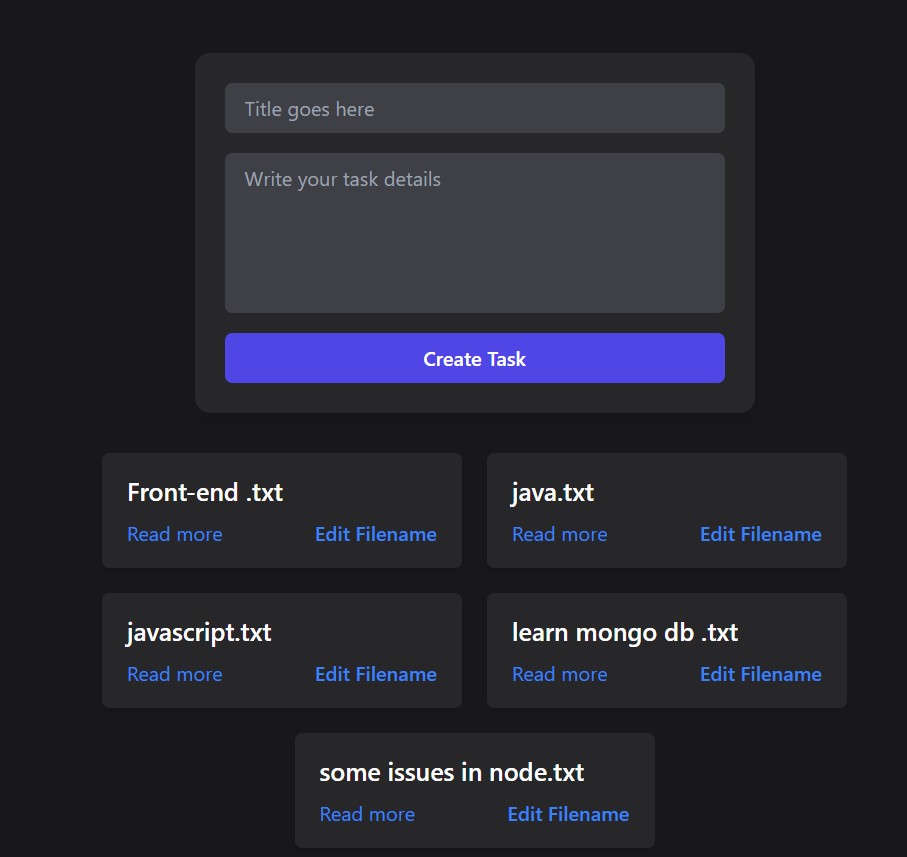 Title goes here
Write your task details
Create Task
Front-end .txt
Read more Edit Filename
java.txt
Read more Edit Filename
javascript.txt
Read more Edit Filename
learn mongo db .txt
Read more Edit Filename
some issues in node.txt
Read more Edit Filename